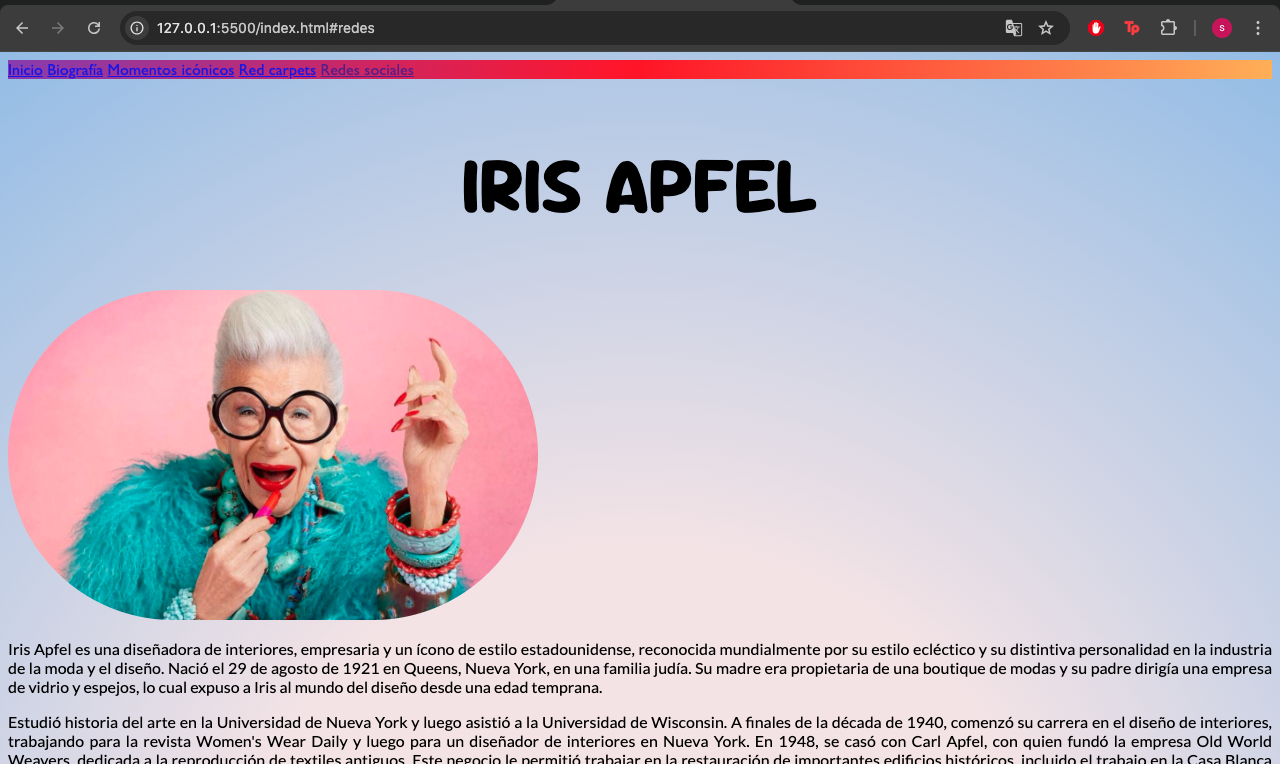 127.0.0.1:5500/index.html#redes
Tp
S
Inicio Biografía Momentos icónicos Red carpets Redes sociales
IRIS APFEL
Iris Apfel es una diseñadora de interiores, empresaria y un ícono de estilo estadounidense, reconocida mundialmente por su estilo ecléctico y su distintiva personalidad en la industria
de la moda y el diseño. Nació el 29 de agosto de 1921 en Queens, Nueva York, en una familia judía. Su madre era propietaria de una boutique de modas y su padre dirigía una empresa
de vidrio y espejos, lo cual expuso a Iris al mundo del diseño desde una edad temprana.
Estudió historia del arte en la Universidad de Nueva York y luego asistió a la Universidad de Wisconsin. A finales de la década de 1940, comenzó su carrera en el diseño de interiores,
trabajando para la revista Women's Wear Daily y luego para un diseñador de interiores en Nueva York. En 1948, se casó con Carl Apfel, con quien fundó la empresa Old World
Weavers, dedicada a la reproducción de textiles antiguos. Este negocio le permitió trabajar en la restauración de importantes edificios históricos, incluido el trabajo en la Casa Blanca